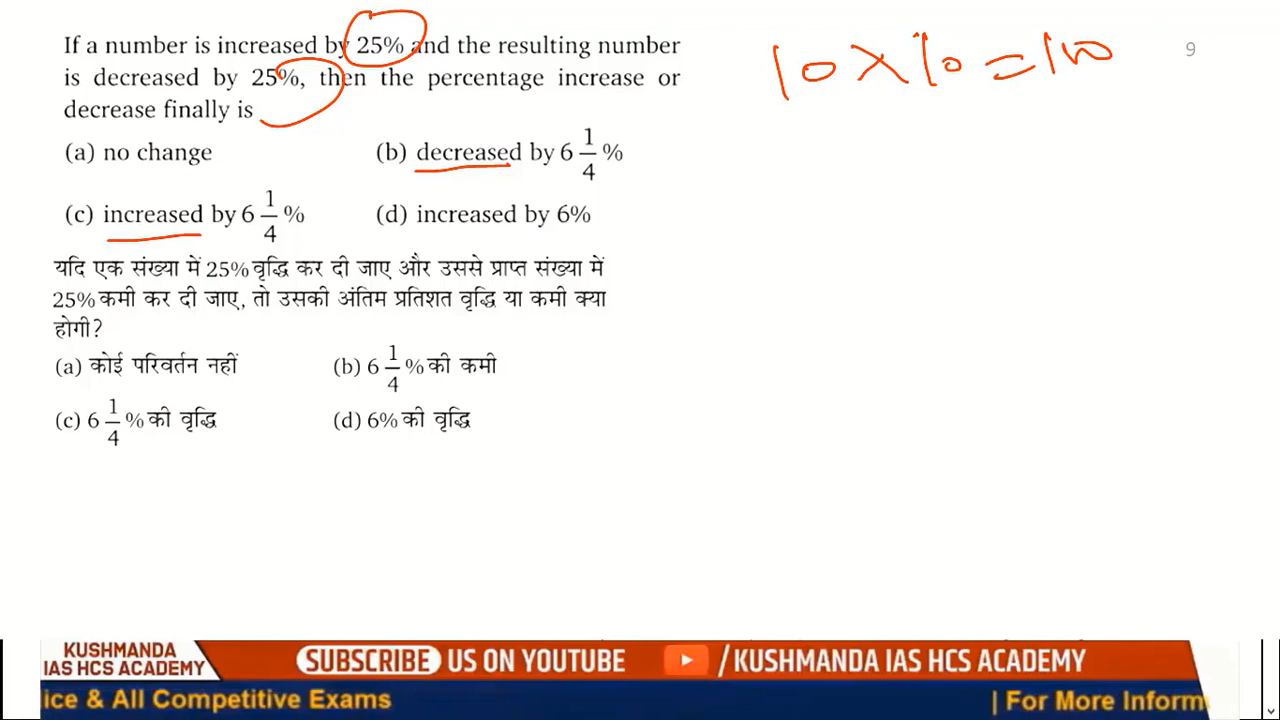 If a number is increased by 25% and the resulting number
is decreased by 25%, then the percentage increase or
decrease finally is
(a) no change (b) decreased by 6 1/4 %
(c) increased by 6 1/4 % (d) increased by 6%
यदि एक संख्या में 25% वृद्धि कर दी जाए और उससे प्राप्त संख्या में
25% कमी कर दी जाए, तो उसकी अंतिम प्रतिशत वृद्धि या कमी क्या
होगी?
(a) कोई परिवर्तन नहीं (b) 6 1/4 % की कमी
(c) 6 1/4 % की वृद्धि (d) 6% की वृद्धि
10 × 10 = 100
9
KUSHMANDA
IAS HCS ACADEMY
SUBSCRIBE US ON YOUTUBE /KUSHMANDA IAS HCS ACADEMY
ice & All Competitive Exams | For More Inform